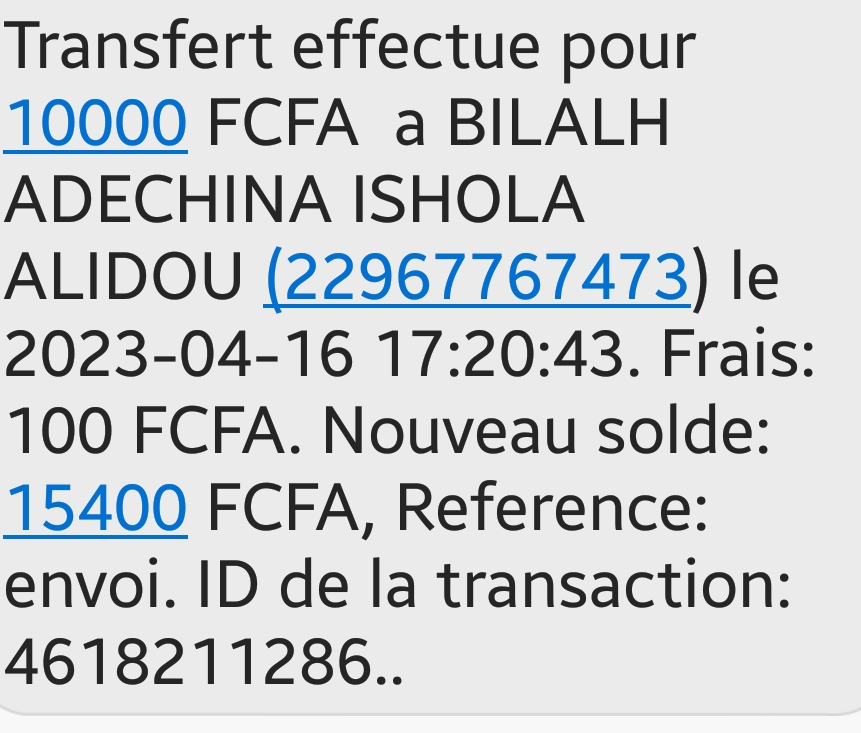 Transfert effectue pour
10000 FCFA  a BILALH
ADECHINA ISHOLA
ALIDOU (22967767473) le
2023-04-16 17:20:43. Frais:
100 FCFA. Nouveau solde:
15400 FCFA, Reference:
envoi. ID de la transaction:
4618211286..